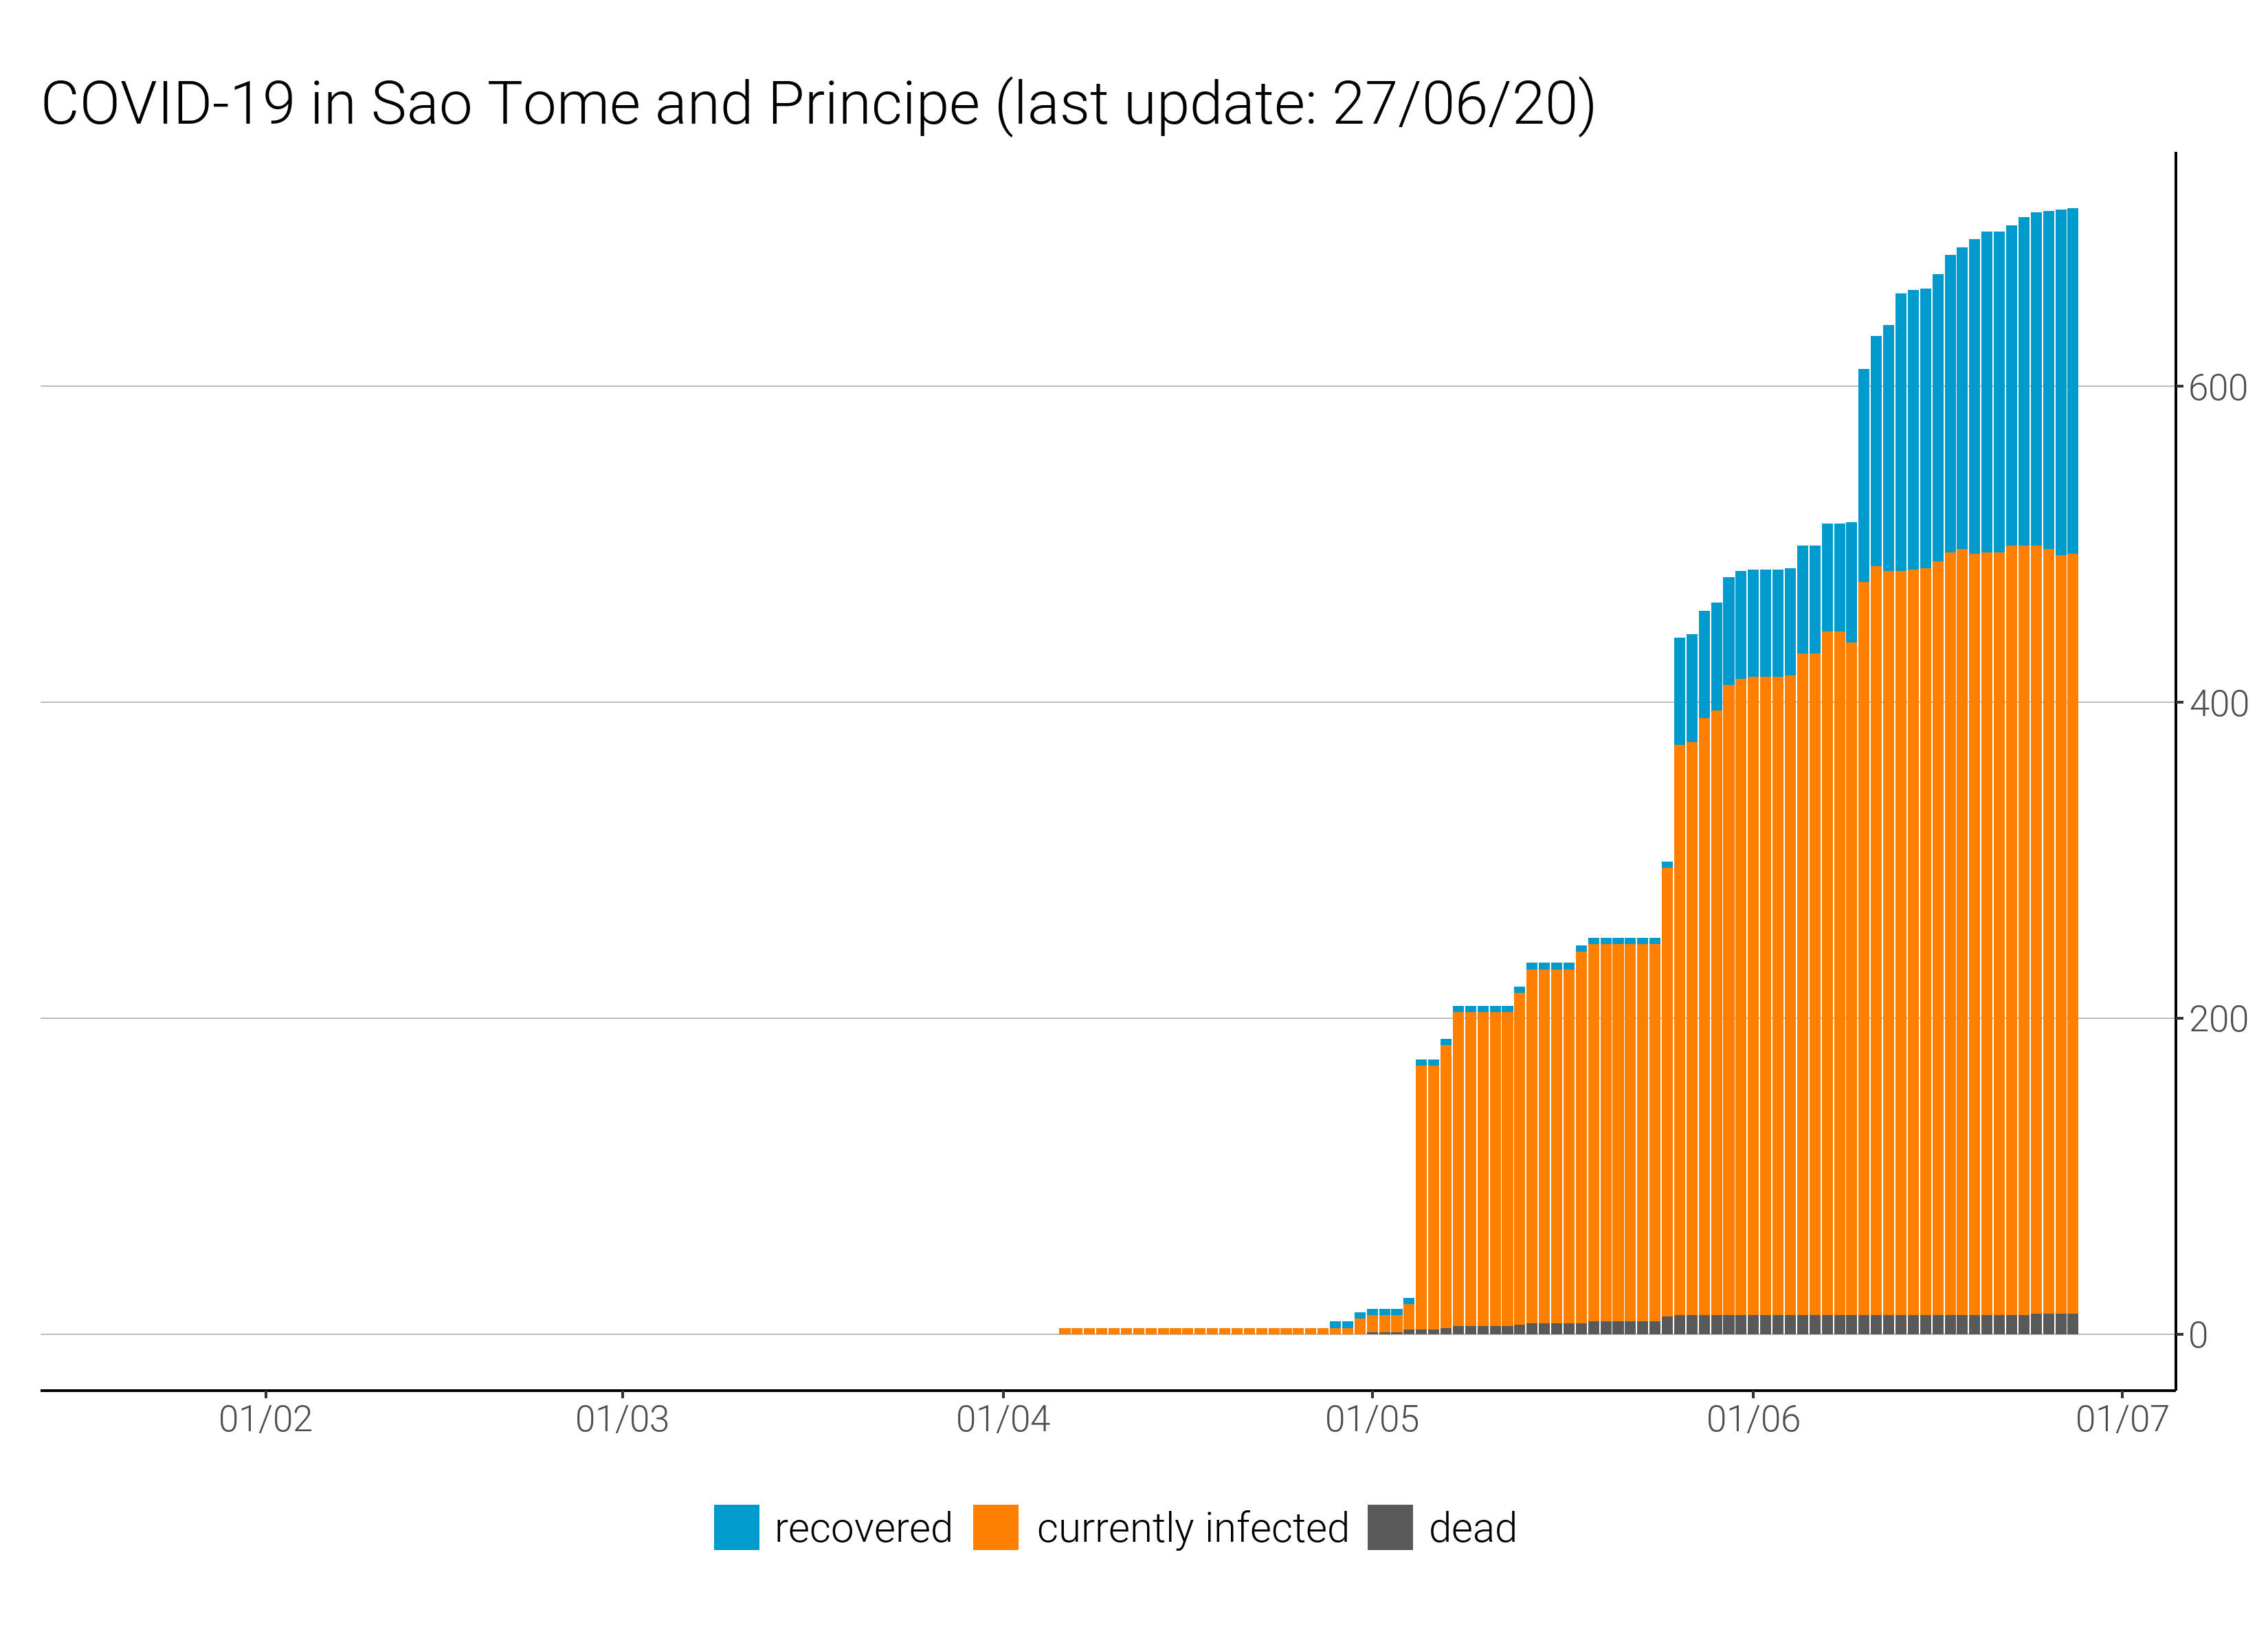 COVID-19 in Sao Tome and Principe (last update: 27/06/20)
600
400
200
0
01/02 01/03 01/04 01/05 01/06 01/07
recovered currently infected dead